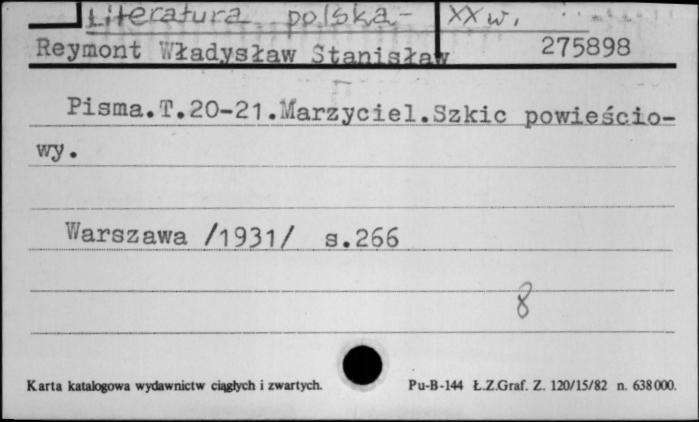 Literatura polska - XX w.
Reymont Władysław Stanisław 275898
Pisma.T.20-21.Marzyciel.Szkic powieścio-
wy.
Warszawa /1931/ s.266
8
Karta katalogowa wydawnictw ciągłych i zwartych. Pu-B-144 Ł.Z.Graf. Z. 120/15/82 n. 638000.